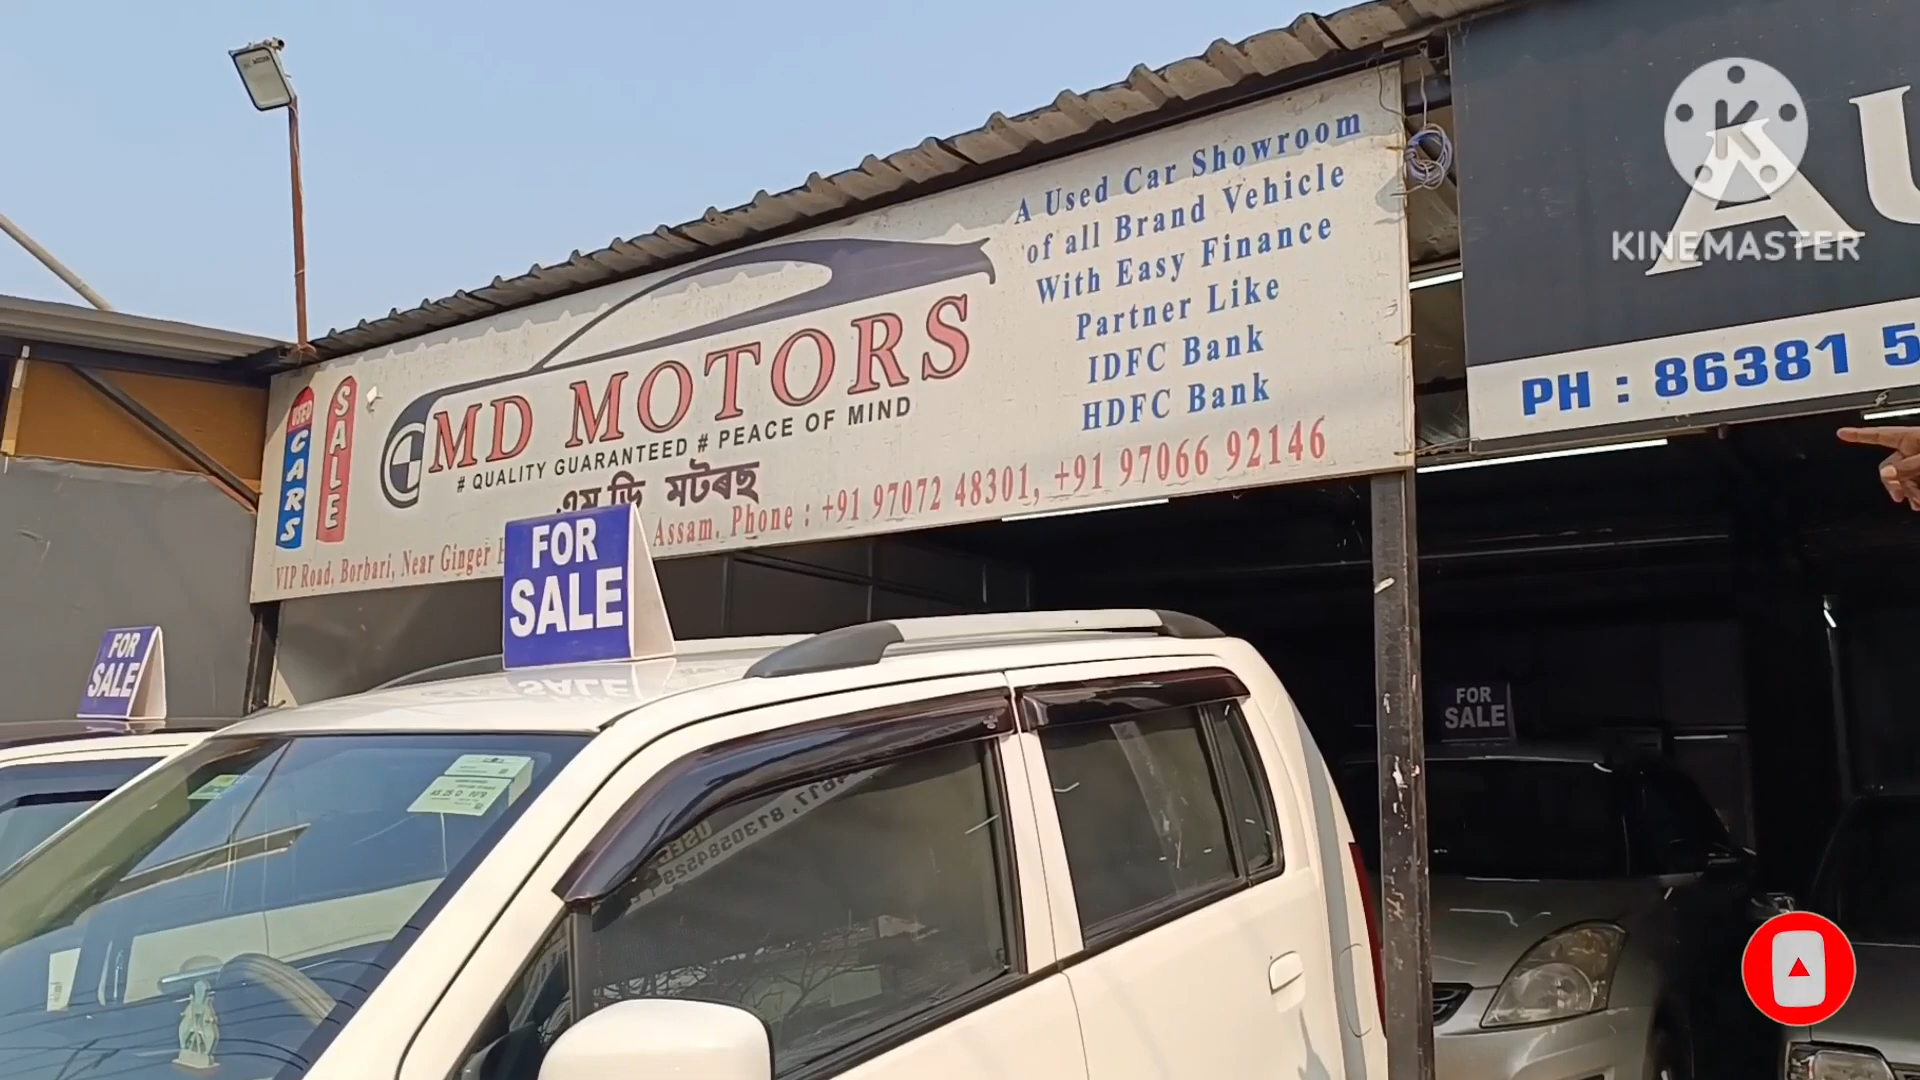 USED
CARS
SALE
MD MOTORS
# QUALITY GUARANTEED # PEACE OF MIND
এম ডি মটৰছ
VIP Road, Borbari, Near Ginger
Assam. Phone : +91 97072 48301, +91 97066 92146
A Used Car Showroom
of all Brand Vehicle
With Easy Finance
Partner Like
IDFC Bank
HDFC Bank
AU
PH : 86381 5
K
KINEMASTER
FOR
SALE
FOR
SALE
FOR
SALE